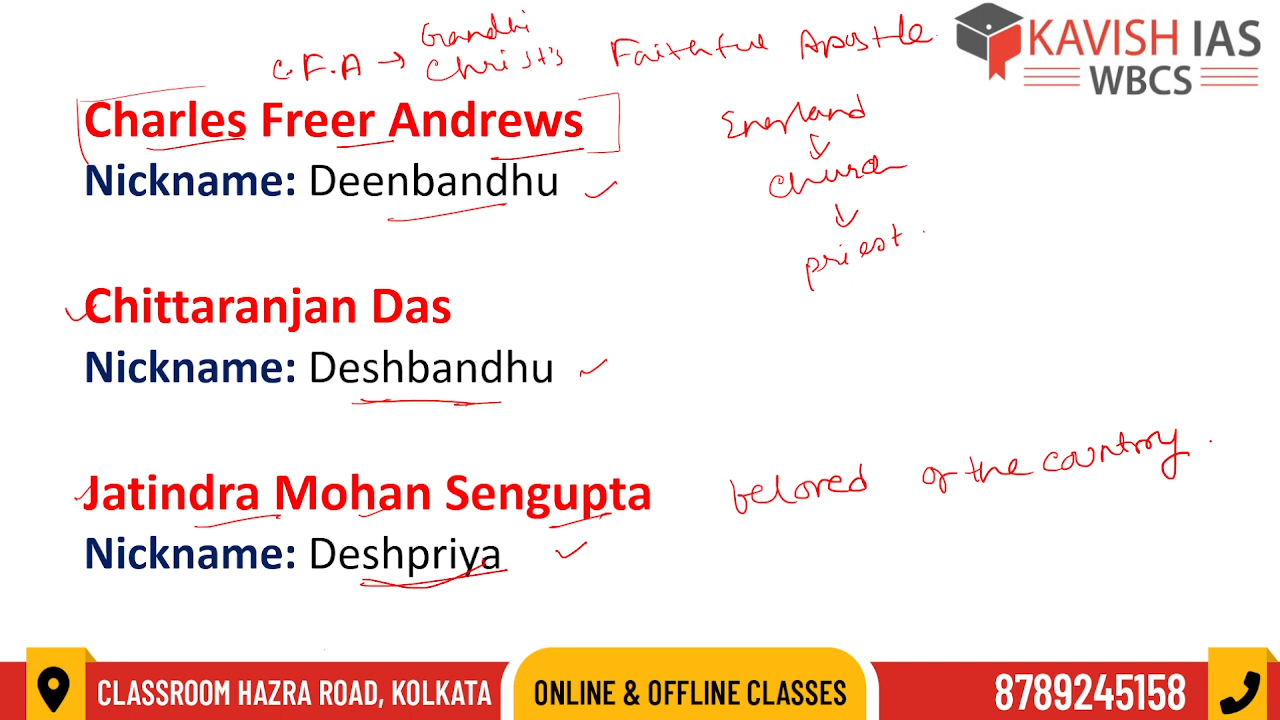 Gandhi
C.F.A → Christ's Faithful Apostle
KAVISH IAS
WBCS
Charles Freer Andrews
Nickname: Deenbandhu
England
↓
Church
↓
priest.
Chittaranjan Das
Nickname: Deshbandhu
Jatindra Mohan Sengupta
beloved of the country.
Nickname: Deshpriya
CLASSROOM HAZRA ROAD, KOLKATA
ONLINE & OFFLINE CLASSES
8789245158